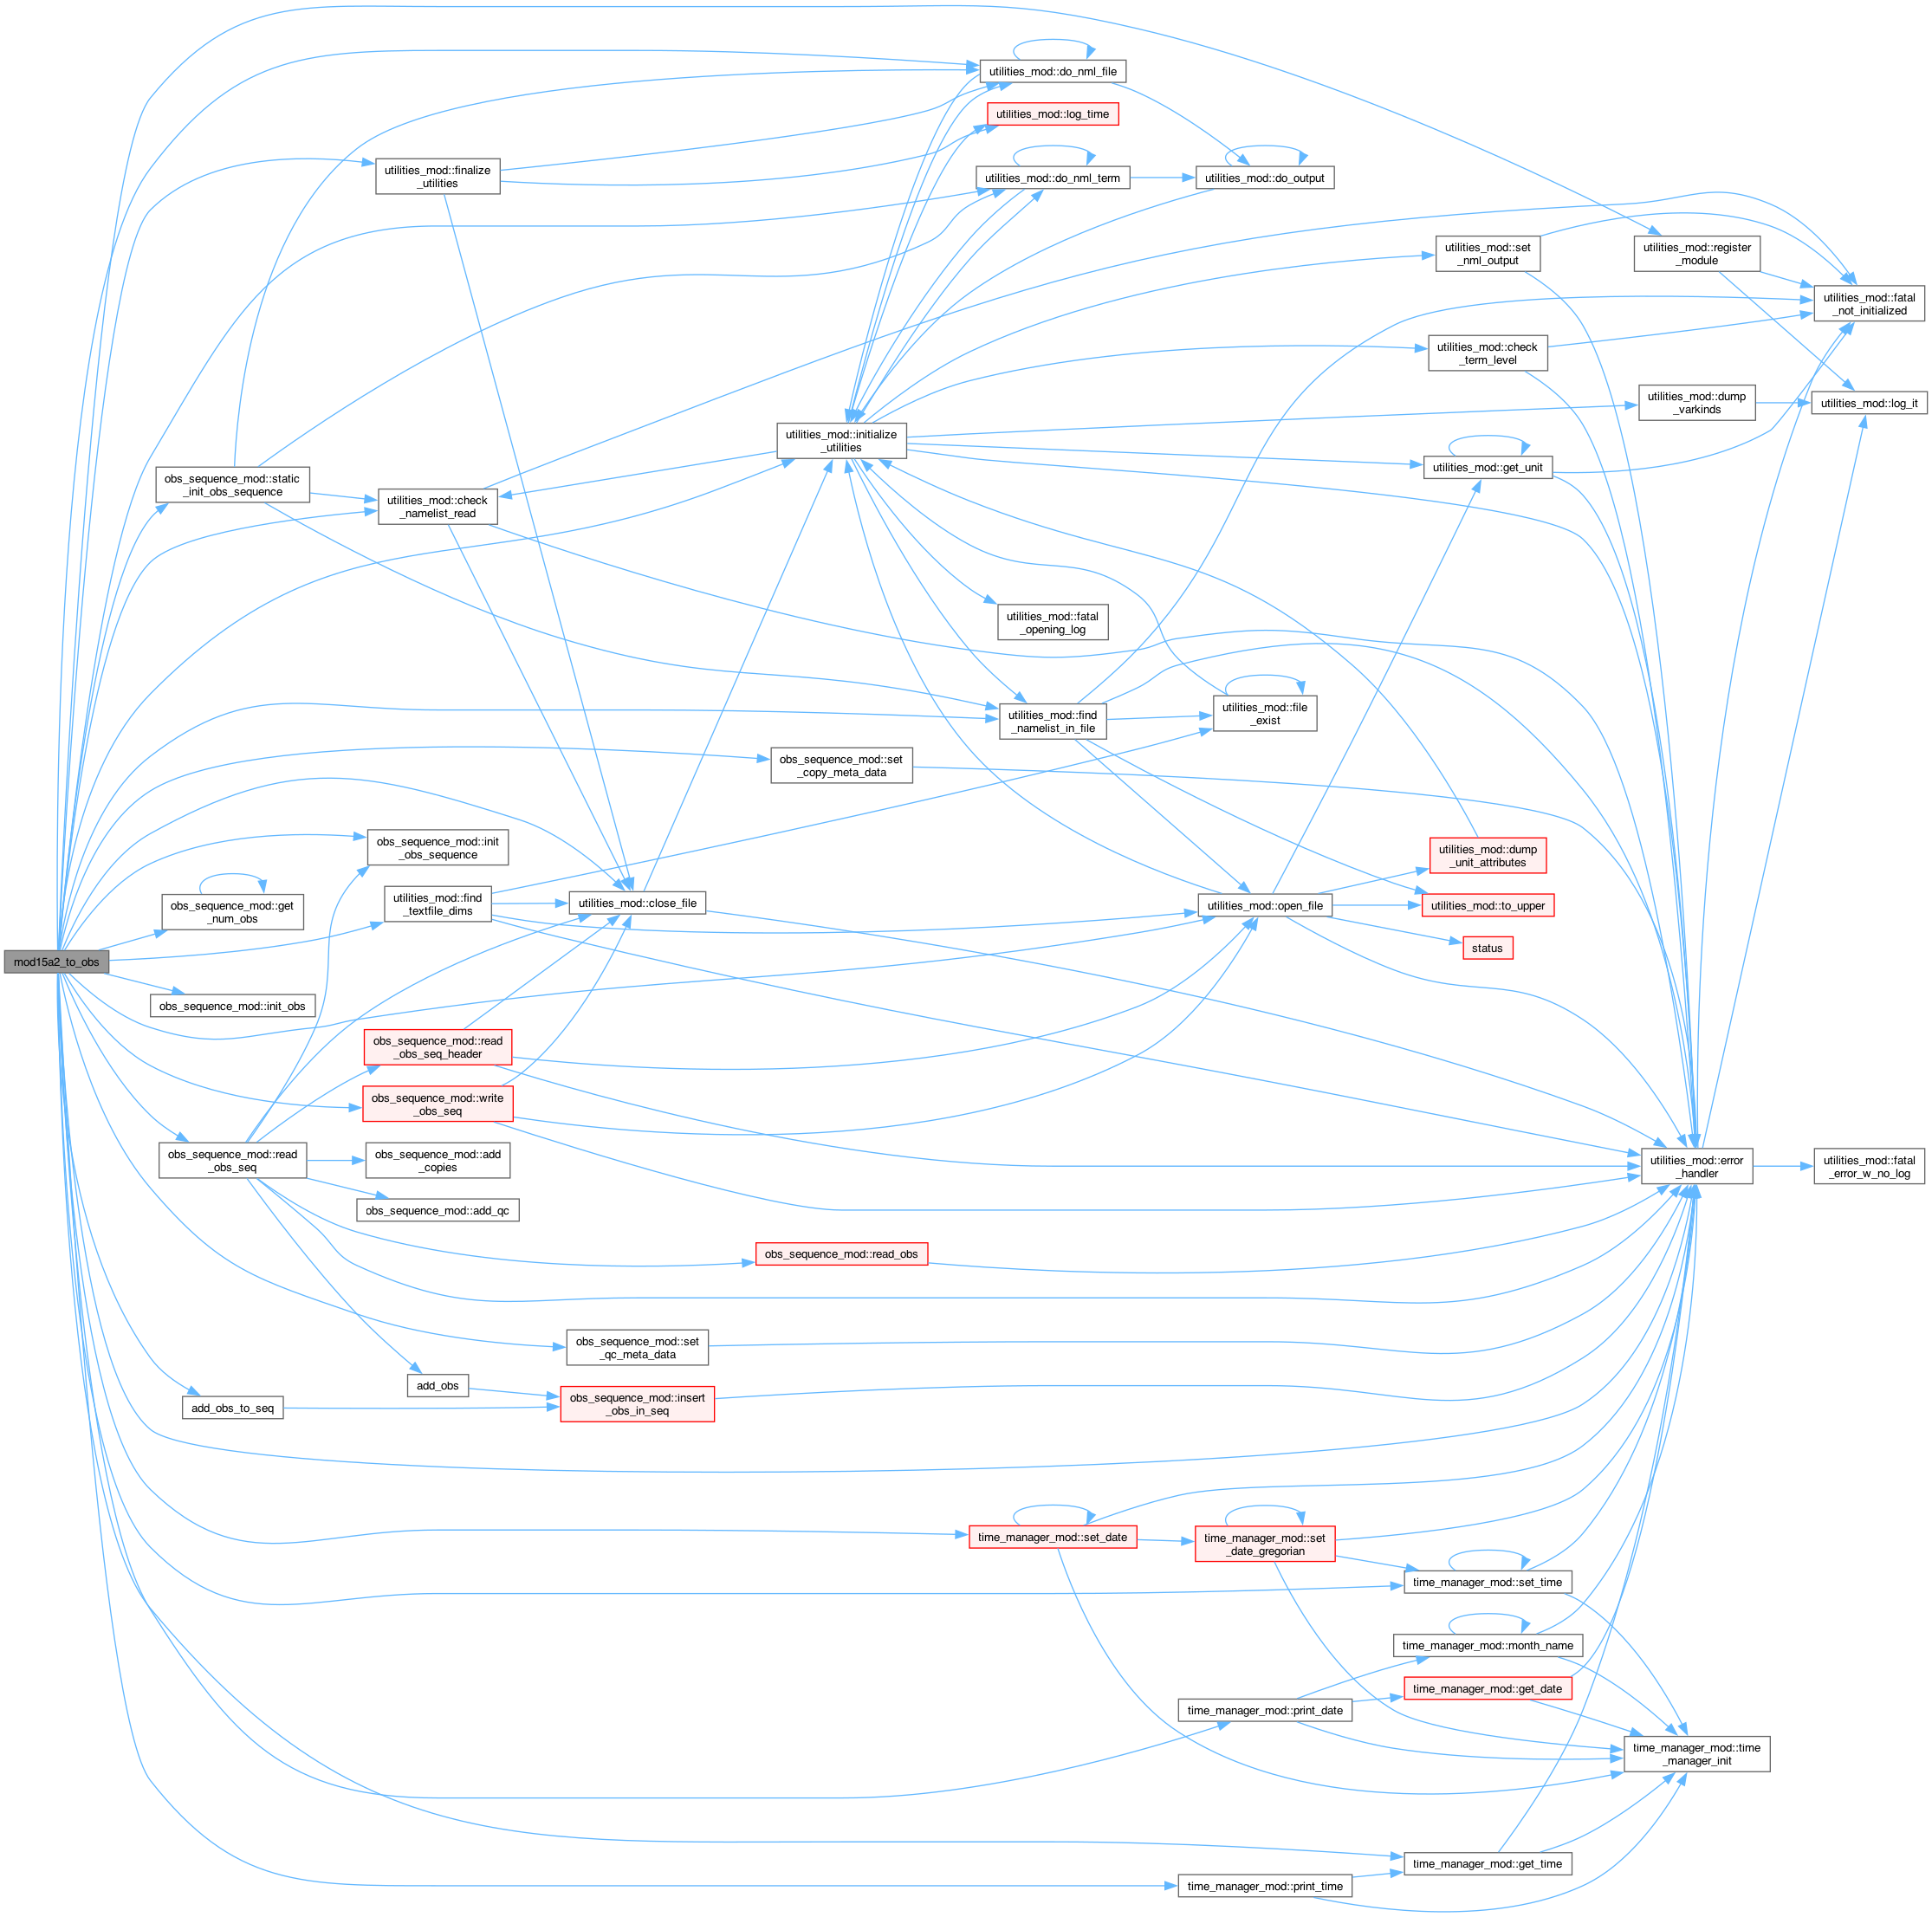 utilities_mod::do_nml_file
utilities_mod::log_time
utilities_mod::finalize
_utilities
utilities_mod::do_nml_term
utilities_mod::do_output
utilities_mod::set
_nml_output
utilities_mod::register
_module
utilities_mod::fatal
_not_initialized
utilities_mod::check
_term_level
utilities_mod::dump
_varkinds
utilities_mod::log_it
utilities_mod::initialize
_utilities
utilities_mod::get_unit
obs_sequence_mod::static
_init_obs_sequence
utilities_mod::check
_namelist_read
utilities_mod::fatal
_opening_log
utilities_mod::find
_namelist_in_file
utilities_mod::file
_exist
obs_sequence_mod::set
_copy_meta_data
obs_sequence_mod::init
_obs_sequence
utilities_mod::dump
_unit_attributes
obs_sequence_mod::get
_num_obs
utilities_mod::find
_textfile_dims
utilities_mod::close_file
utilities_mod::open_file
utilities_mod::to_upper
status
mod15a2_to_obs
obs_sequence_mod::init_obs
obs_sequence_mod::read
_obs_seq_header
obs_sequence_mod::write
_obs_seq
obs_sequence_mod::read
_obs_seq
obs_sequence_mod::add
_copies
utilities_mod::error
_handler
utilities_mod::fatal
_error_w_no_log
obs_sequence_mod::add_qc
obs_sequence_mod::read_obs
obs_sequence_mod::set
_qc_meta_data
add_obs
add_obs_to_seq
obs_sequence_mod::insert
_obs_in_seq
time_manager_mod::set_date
time_manager_mod::set
_date_gregorian
time_manager_mod::set_time
time_manager_mod::month_name
time_manager_mod::get_date
time_manager_mod::print_date
time_manager_mod::time
_manager_init
time_manager_mod::get_time
time_manager_mod::print_time